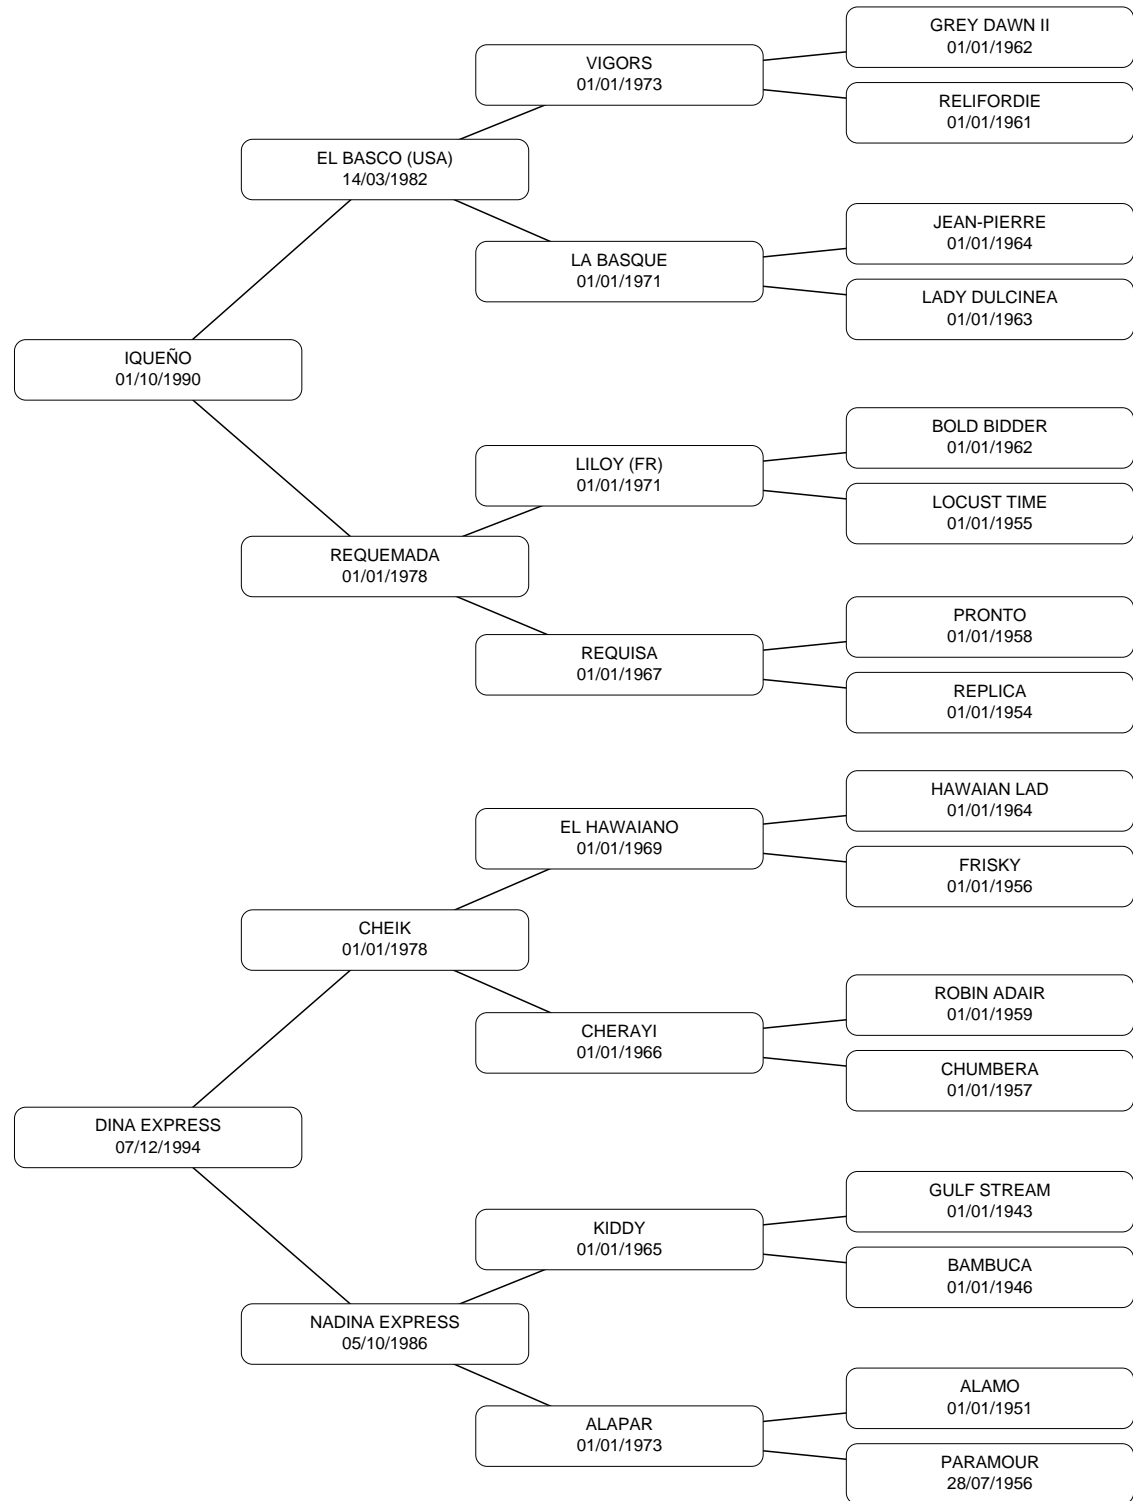 GREY DAWN II
01/01/1962
VIGORS
01/01/1973
RELIFORDIE
01/01/1961
EL BASCO (USA)
14/03/1982
JEAN-PIERRE
01/01/1964
LA BASQUE
01/01/1971
LADY DULCINEA
01/01/1963
IQUEÑO
01/10/1990
BOLD BIDDER
01/01/1962
LILOY (FR)
01/01/1971
LOCUST TIME
01/01/1955
REQUEMADA
01/01/1978
PRONTO
01/01/1958
REQUISA
01/01/1967
REPLICA
01/01/1954
HAWAIAN LAD
01/01/1964
EL HAWAIANO
01/01/1969
FRISKY
01/01/1956
CHEIK
01/01/1978
ROBIN ADAIR
01/01/1959
CHERAYI
01/01/1966
CHUMBERA
01/01/1957
DINA EXPRESS
07/12/1994
GULF STREAM
01/01/1943
KIDDY
01/01/1965
BAMBUCA
01/01/1946
NADINA EXPRESS
05/10/1986
ALAMO
01/01/1951
ALAPAR
01/01/1973
PARAMOUR
28/07/1956